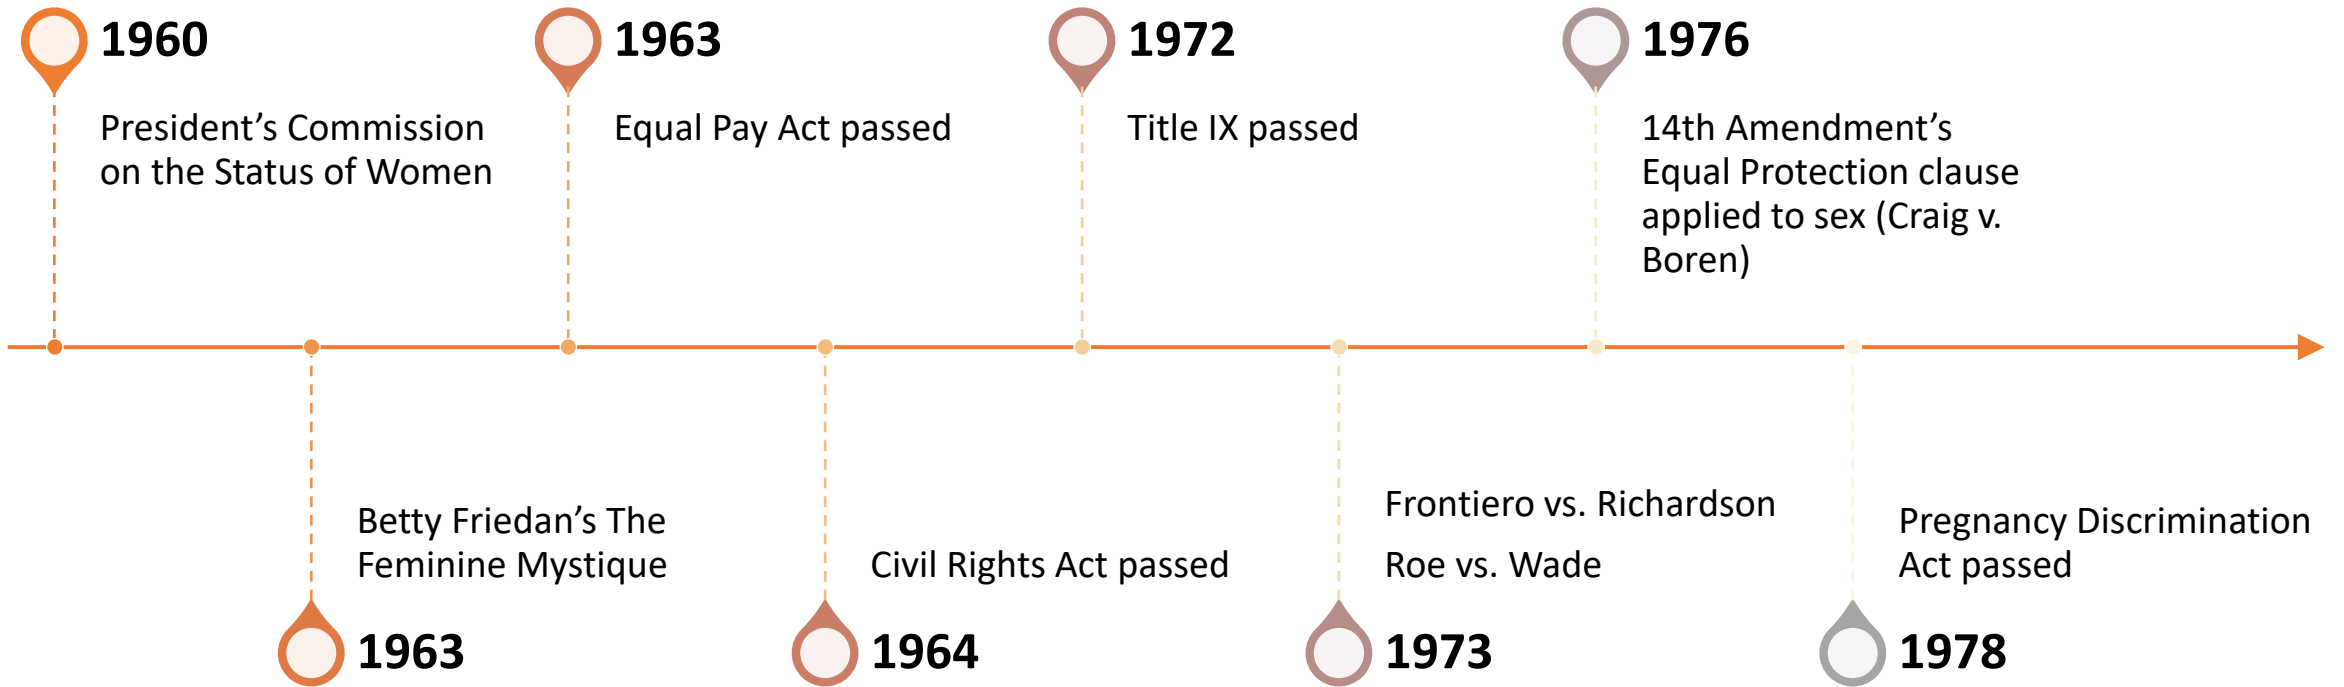 1960
President’s Commission
on the Status of Women
1963
Betty Friedan’s The
Feminine Mystique
1963
Equal Pay Act passed
1964
Civil Rights Act passed
1972
Title IX passed
1973
Frontiero vs. Richardson
Roe vs. Wade
1976
14th Amendment’s
Equal Protection clause
applied to sex (Craig v.
Boren)
1978
Pregnancy Discrimination
Act passed